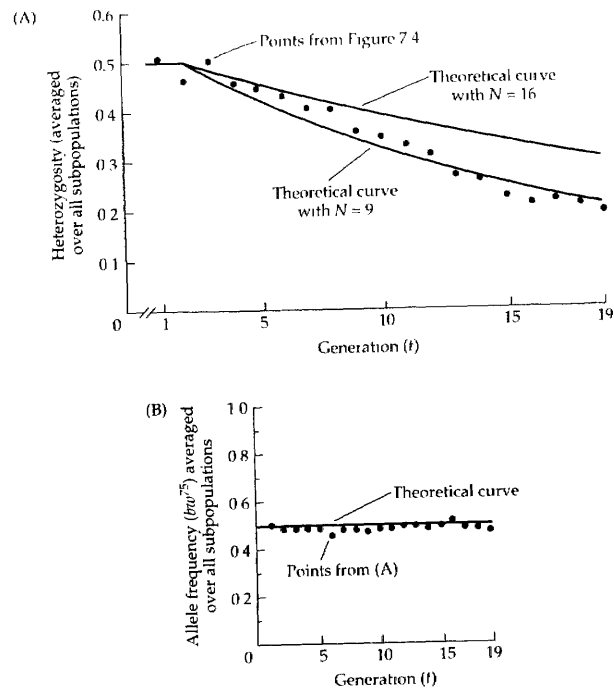 (A)
0.6
0.5
0 4
0 3
0.2
0 1
0
Heterozygosity (averaged
over all subpopulations)
Points from Figure 7 4
Theoretical curve
with N = 16
Theoretical curve
with N = 9
1
5
10
15
19
Generation (t)
(B)
1 0
0.8
0.6
0.4
0 2
0
Allele frequency (bw75) averaged
over all subpopulations
Theoretical curve
Points from (A)
5
10
15
19
Generation (t)